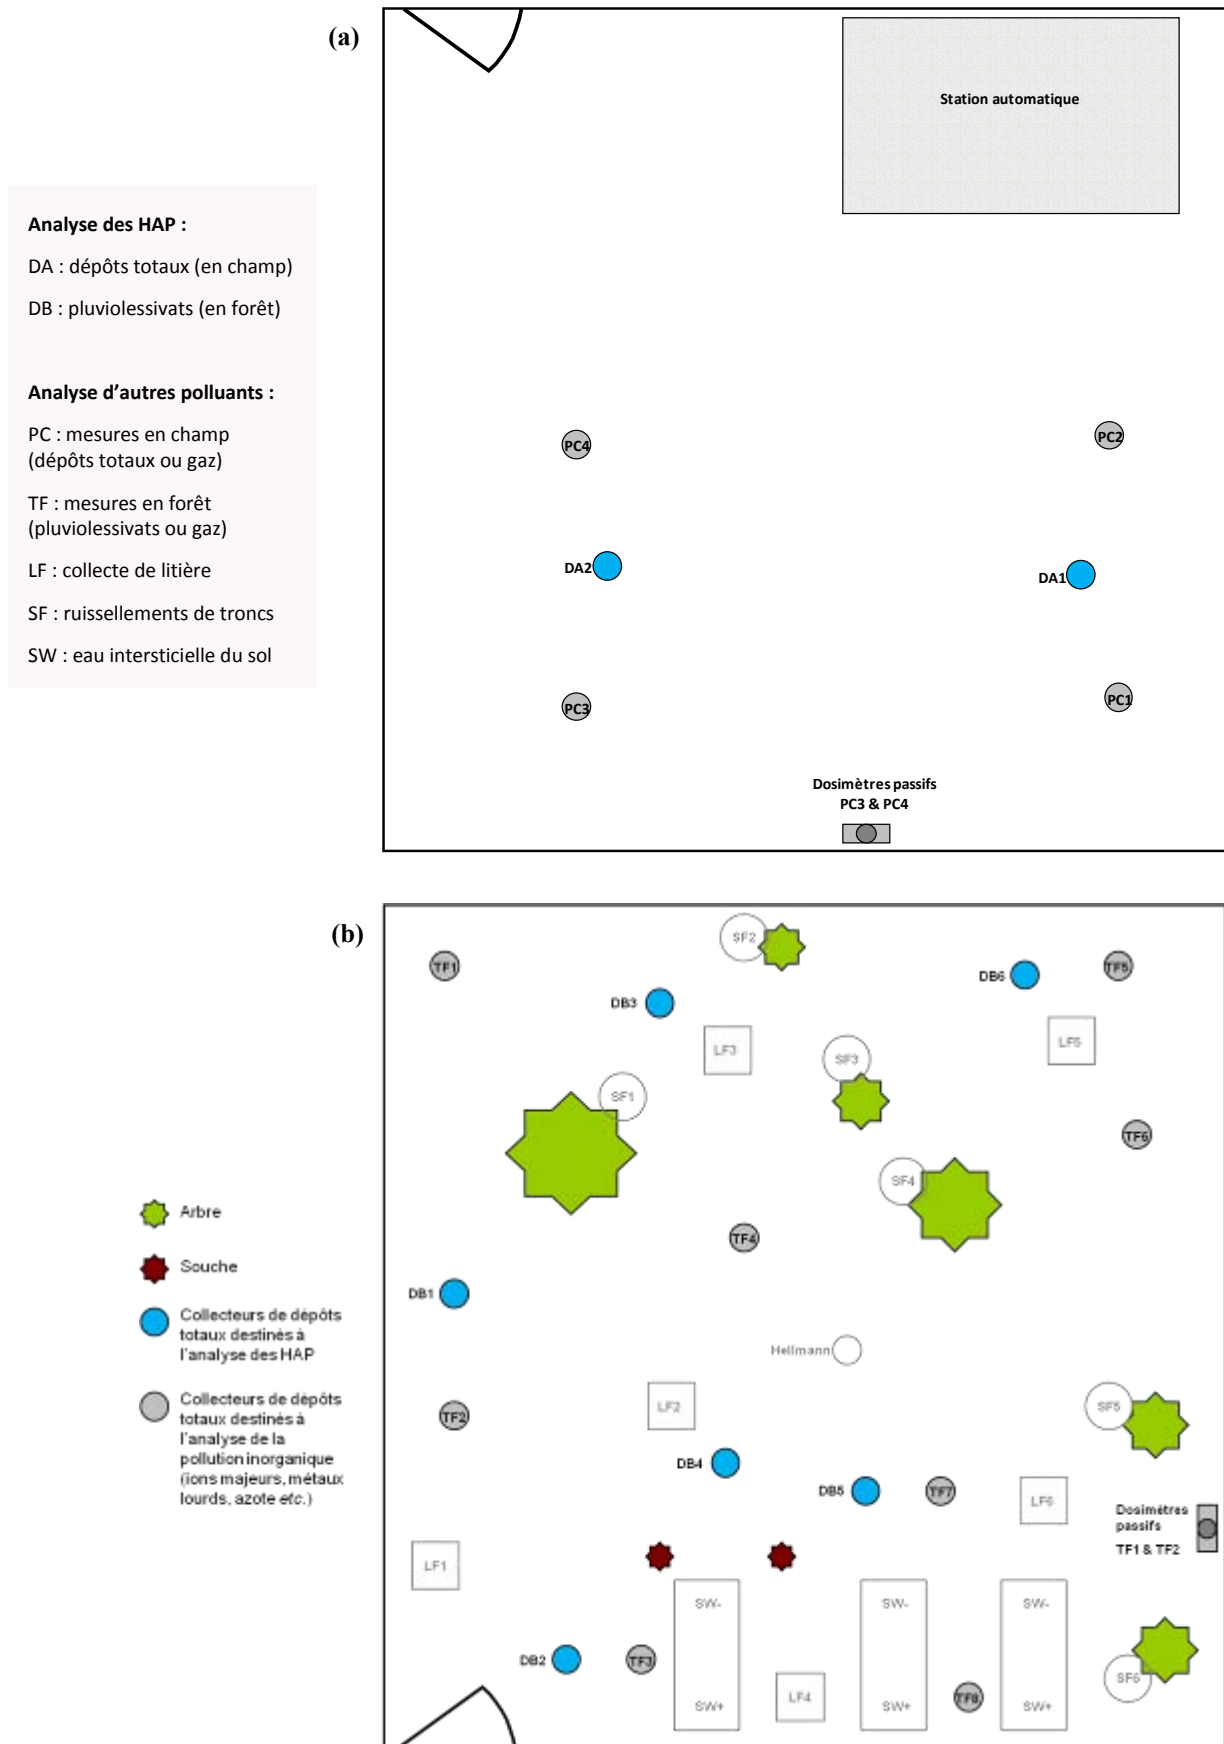 (a)
Station automatique
Analyse des HAP :
DA : dépôts totaux (en champ)
DB : pluviolessivats (en forêt)
Analyse d'autres polluants :
PC : mesures en champ
(dépôts totaux ou gaz)
TF : mesures en forêt
(pluviolessivats ou gaz)
LF : collecte de litière
SF : ruissellements de troncs
SW : eau intersticielle du sol
PC4
PC2
DA2
DA1
PC3
PC1
Dosimètres passifs
PC3 & PC4
(b)
SF2
TF1
DB3
DB6
TF5
LF3
SF3
LF5
SF1
TF6
SF4
Arbre
Souche
Collecteurs de dépôts
totaux destinés à
l'analyse des HAP
Collecteurs de dépôts
totaux destinés à
l'analyse de la
pollution inorganique
(ions majeurs, métaux
lourds, azote etc.)
TF4
DB1
Hellmann
LF2
TF2
SF5
DB4
DB5
TF7
LF6
Dosimètres
passifs
TF1 & TF2
LF1
SW-
SW-
SW-
DB2
TF3
SF6
LF4
TF8
SW+
SW+
SW+